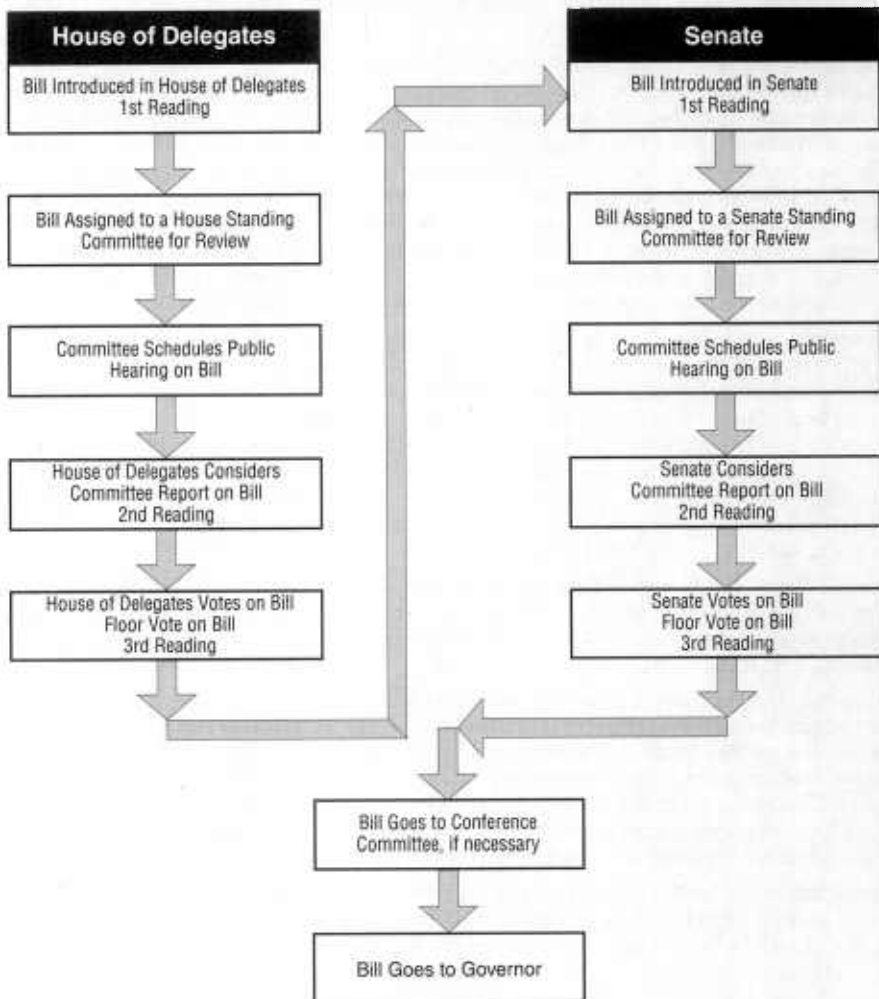 House of Delegates
Bill Introduced in House of Delegates
1st Reading
Bill Assigned to a House Standing
Committee for Review
Committee Schedules Public
Hearing on Bill
House of Delegates Considers
Committee Report on Bill
2nd Reading
House of Delegates Votes on Bill
Floor Vote on Bill
3rd Reading
Senate
Bill Introduced in Senate
1st Reading
Bill Assigned to a Senate Standing
Committee for Review
Committee Schedules Public
Hearing on Bill
Senate Considers
Committee Report on Bill
2nd Reading
Senate Votes on Bill
Floor Vote on Bill
3rd Reading
Bill Goes to Conference
Committee, if necessary
Bill Goes to Governor